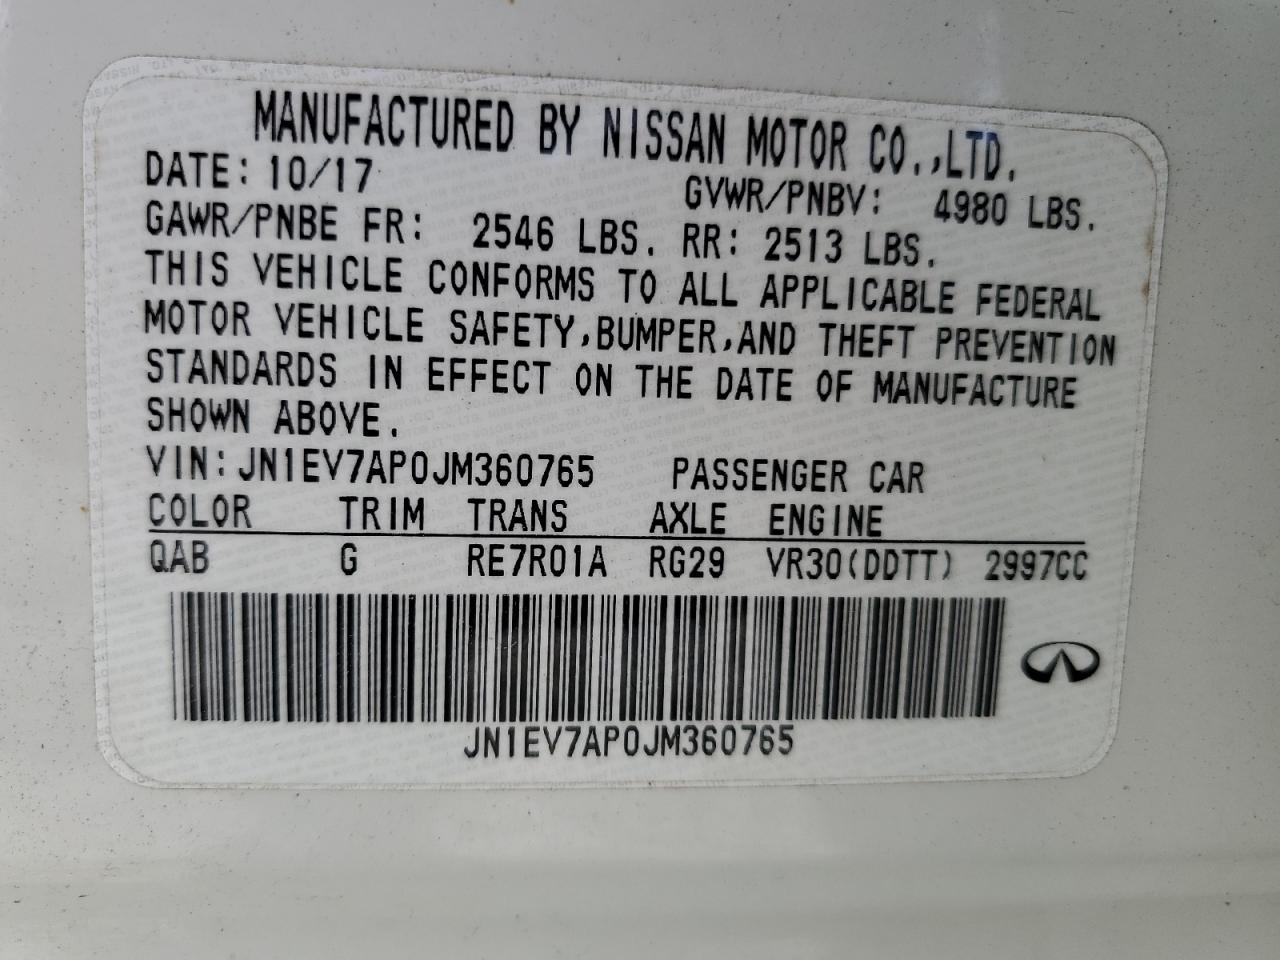 MANUFACTURED BY NISSAN MOTOR CO.,LTD.
DATE: 10/17 GVWR/PNBV: 4980 LBS.
GAWR/PNBE FR: 2546 LBS. RR: 2513 LBS.
THIS VEHICLE CONFORMS TO ALL APPLICABLE FEDERAL
MOTOR VEHICLE SAFETY,BUMPER,AND THEFT PREVENTION
STANDARDS IN EFFECT ON THE DATE OF MANUFACTURE
SHOWN ABOVE.
VIN:JN1EV7AP0JM360765 PASSENGER CAR
COLOR TRIM TRANS AXLE ENGINE
QAB G RE7R01A RG29 VR30(DDTT) 2997CC
JN1EV7AP0JM360765